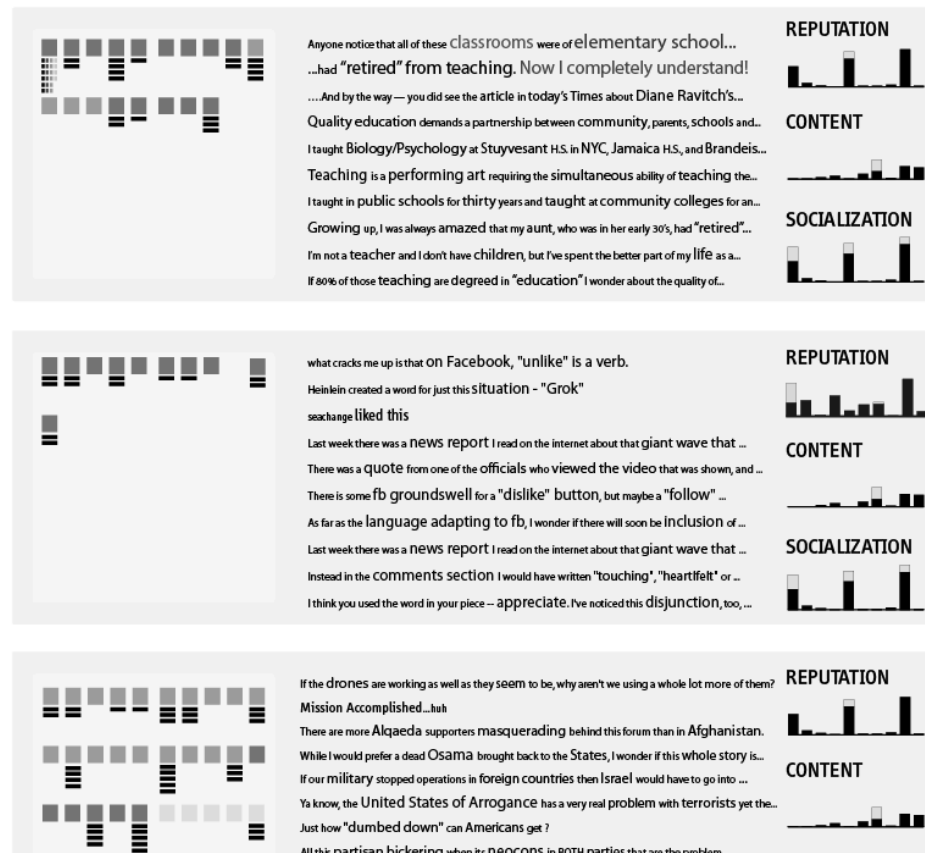 Anyone notice that all of these classrooms were of elementary school...
...had “retired” from teaching. Now I completely understand!
....And by the way — you did see the article in today’s Times about Diane Ravitch’s...
Quality education demands a partnership between community, parents, schools and...
I taught Biology/Psychology at Stuyvesant H.S. in NYC, Jamaica H.S., and Brandeis...
Teaching is a performing art requiring the simultaneous ability of teaching the...
I taught in public schools for thirty years and taught at community colleges for an...
Growing up, I was always amazed that my aunt, who was in her early 30’s, had “retired”...
I’m not a teacher and I don’t have children, but I’ve spent the better part of my life as a...
If 80% of those teaching are degreed in “education” I wonder about the quality of...
REPUTATION
CONTENT
SOCIALIZATION
what cracks me up is that on Facebook, "unlike" is a verb.
Heinlein created a word for just this situation - "Grok"
seachange liked this
Last week there was a news report I read on the internet about that giant wave that ...
There was a quote from one of the officials who viewed the video that was shown, and ...
There is some fb groundswell for a "dislike" button, but maybe a "follow" ...
As far as the language adapting to fb, I wonder if there will soon be inclusion of ...
Last week there was a news report I read on the internet about that giant wave that ...
Instead in the comments section I would have written "touching", "heartlfelt" or ...
I think you used the word in your piece -- appreciate. I've noticed this disjunction, too, ...
REPUTATION
CONTENT
SOCIALIZATION
If the drones are working as well as they seem to be, why aren't we using a whole lot more of them?
Mission Accomplished...huh
There are more Alqaeda supporters masquerading behind this forum than in Afghanistan.
While I would prefer a dead Osama brought back to the States, I wonder if this whole story is...
If our military stopped operations in foreign countries then Israel would have to go into ...
Ya know, the United States of Arrogance has a very real problem with terrorists yet the...
Just how "dumbed down" can Americans get ?
All this partisan bickering when its neocons in BOTH parties that are the problem
REPUTATION
CONTENT